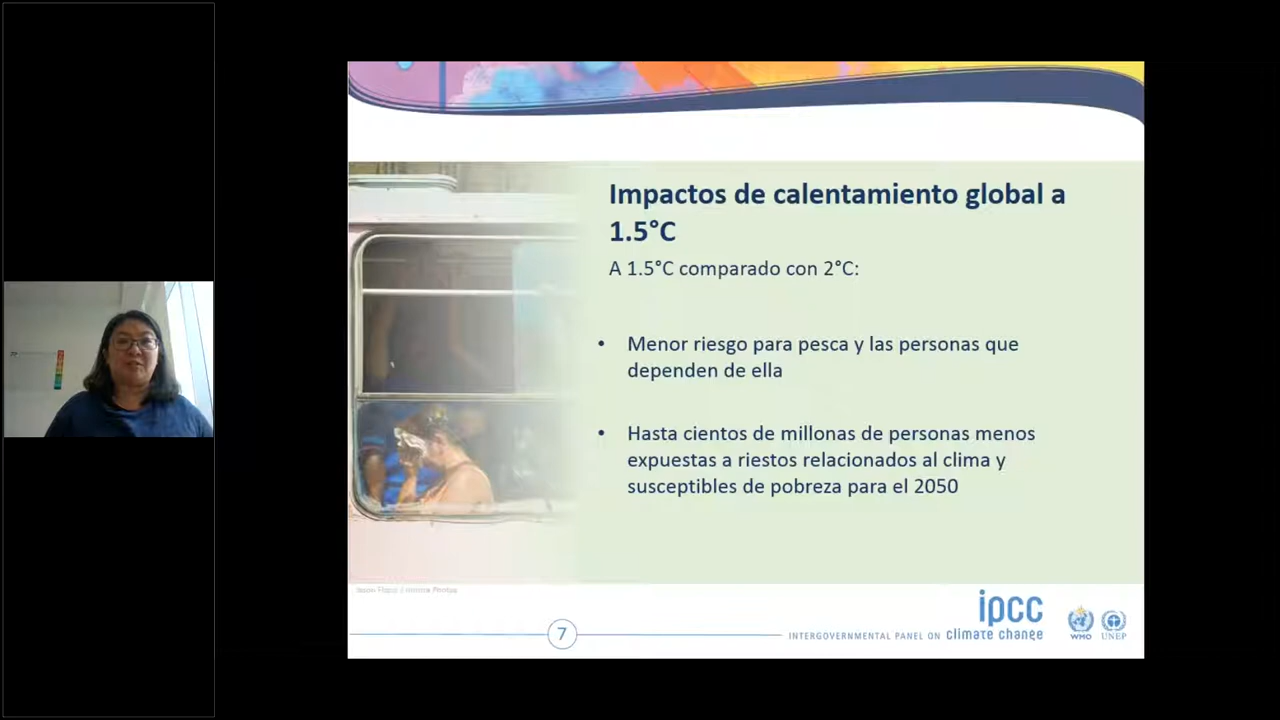 Impactos de calentamiento global a
1.5°C
A 1.5°C comparado con 2°C:
• Menor riesgo para pesca y las personas que
dependen de ella
• Hasta cientos de millonas de personas menos
expuestas a riestos relacionados al clima y
susceptibles de pobreza para el 2050
7
INTERGOVERNMENTAL PANEL ON climate change
ipcc
WMO
UNEP